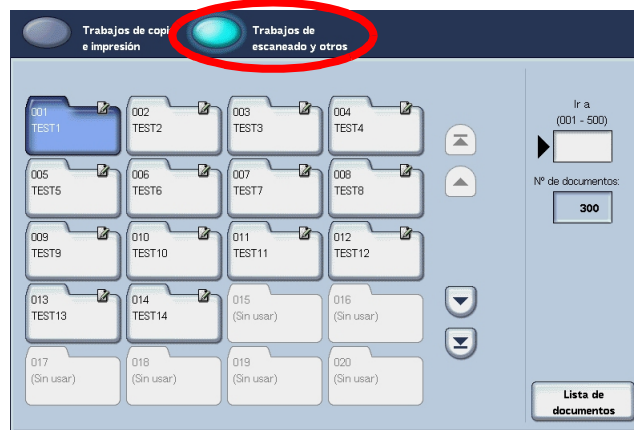 Trabajos de copi
e impresión
Trabajos de
escaneado y otros
001
TEST1
002
TEST2
003
TEST3
004
TEST4
Ir a
(001 - 500)
005
TEST5
006
TEST6
007
TEST7
008
TEST8
Nº de documentos:
300
009
TEST9
010
TEST10
011
TEST11
012
TEST12
013
TEST13
014
TEST14
015
(Sin usar)
016
(Sin usar)
017
(Sin usar)
018
(Sin usar)
019
(Sin usar)
020
(Sin usar)
Lista de
documentos